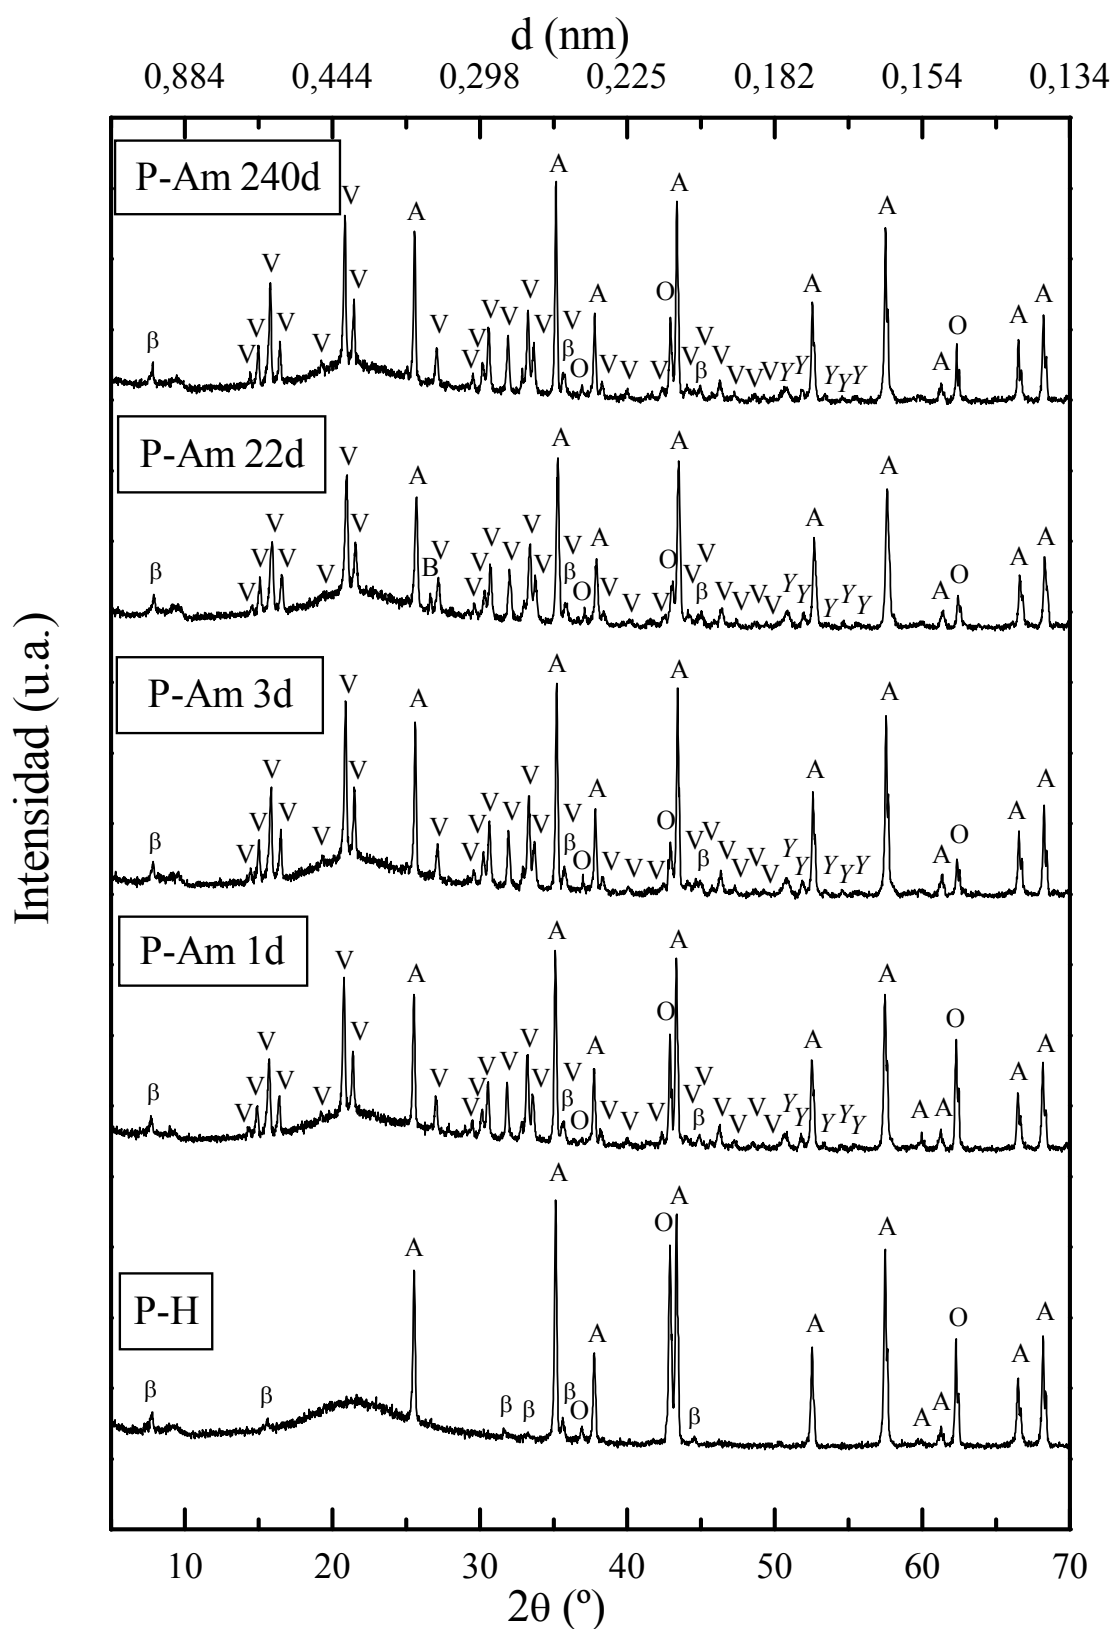 d (nm)
0,884 0,444 0,298 0,225 0,182 0,154 0,134
P-Am 240d
β V V V V V V V A V V V V V V V V A V β O A V V O V A V β V V V V V Y Y A Y Y Y A A O A A
P-Am 22d
β V V V V V V V A B V V V V V V V A V β O A V V V O A V V β V V V V Y Y A Y Y Y A A O A A
P-Am 3d
β V V V V V V V A V V V V V V V A V β O A V V V O A V V β V V V V Y Y A Y Y Y A A O A A
P-Am 1d
β V V V V V V V A V V V V V V V A V β O A V V V O A V V β V V V V Y Y A Y Y Y A A A O A A
P-H
β β A β β A β O A O A β A A A A O A A
Intensidad (u.a.)
10 20 30 40 50 60 70
2θ (º)